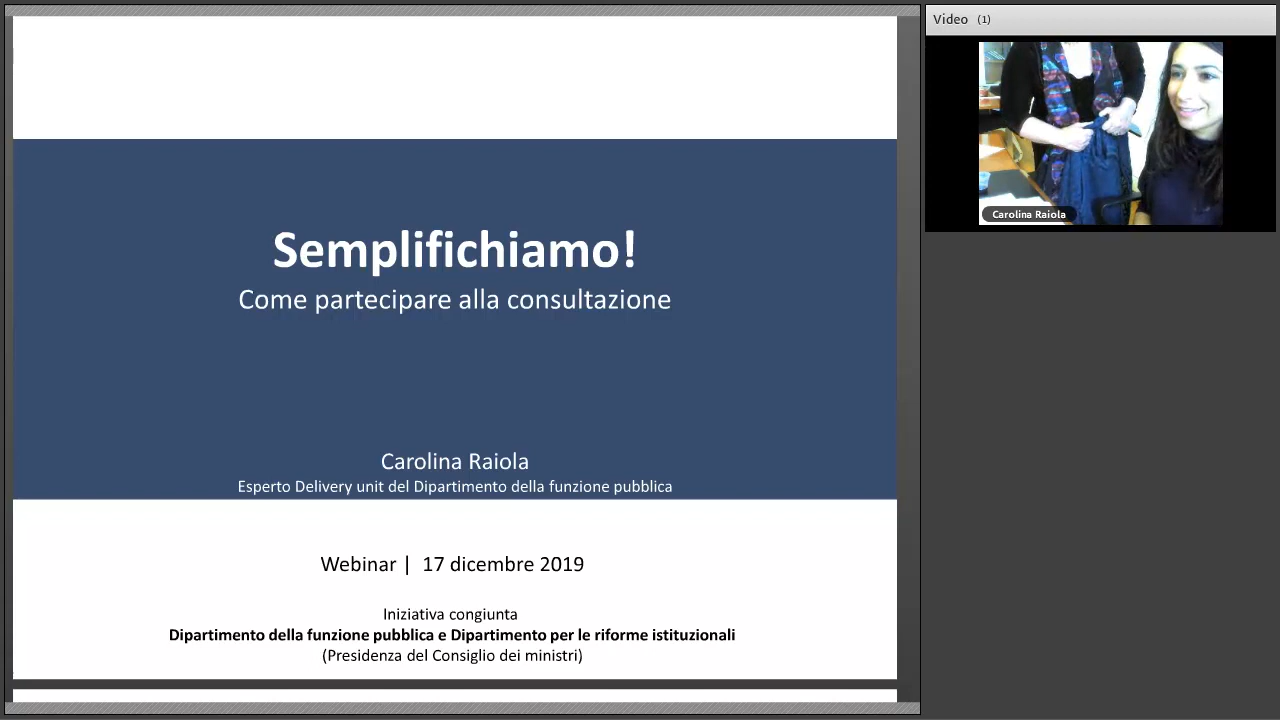 Semplifichiamo!
Come partecipare alla consultazione
Carolina Raiola
Esperto Delivery unit del Dipartimento della funzione pubblica
Webinar | 17 dicembre 2019
Iniziativa congiunta
Dipartimento della funzione pubblica e Dipartimento per le riforme istituzionali
(Presidenza del Consiglio dei ministri)
Video (1)
Carolina Raiola